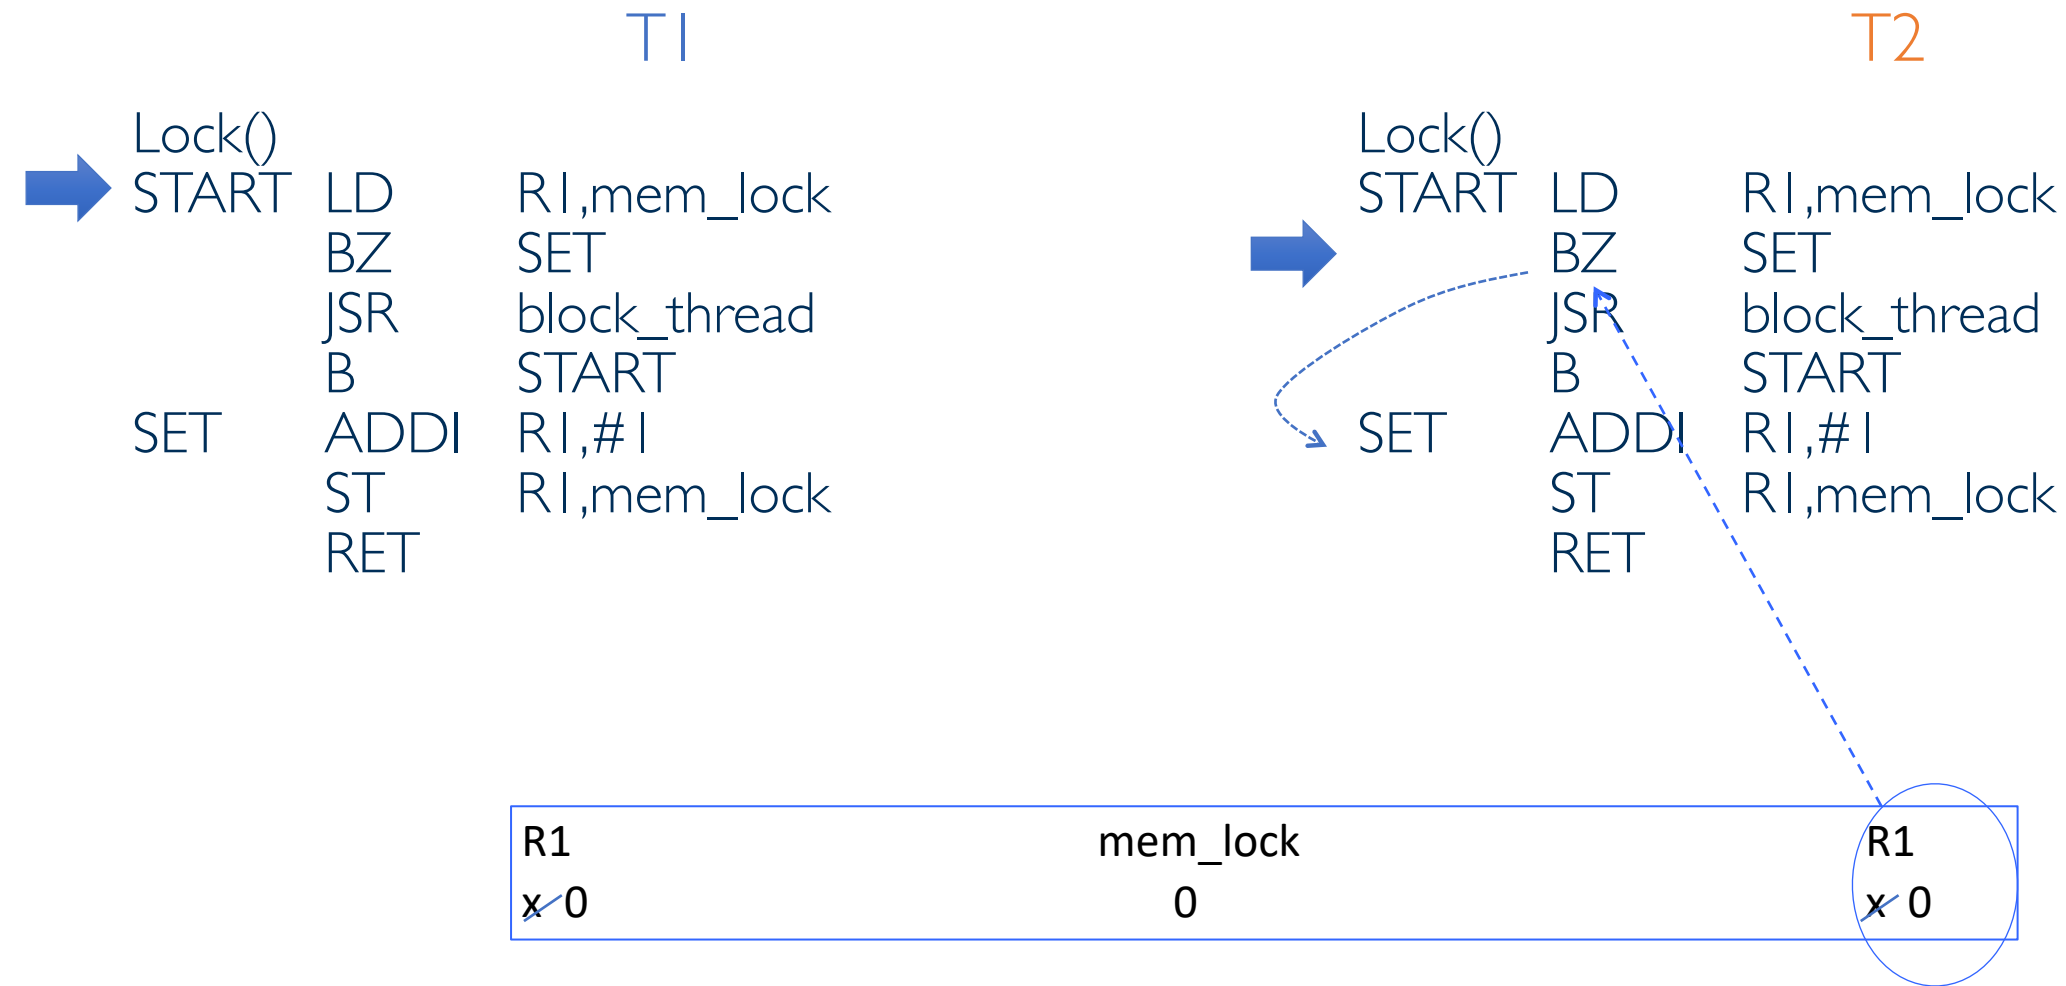 T1
T2
Lock()
START LD R1,mem_lock
BZ SET
JSR block_thread
B START
SET ADDI R1,#1
ST R1,mem_lock
RET
Lock()
START LD R1,mem_lock
BZ SET
JSR block_thread
B START
SET ADDI R1,#1
ST R1,mem_lock
RET
R1 mem_lock R1
x 0 0 x 0